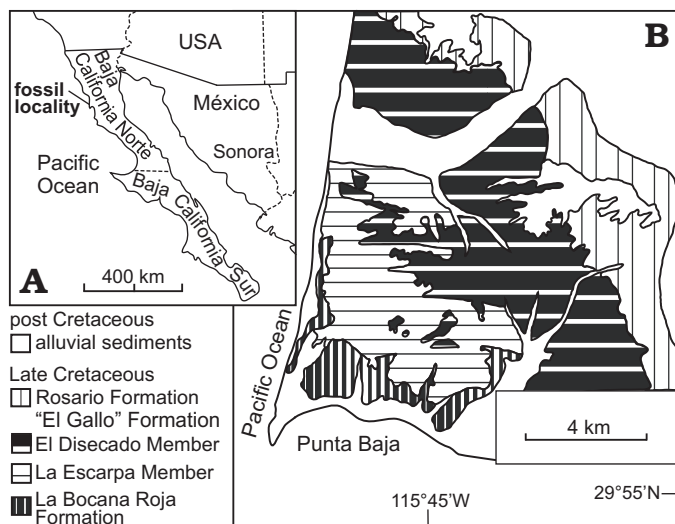 A
USA
Baja
California Norte
México
fossil
locality
Sonora
Pacific
Ocean
Baja California Sur
400 km
B
Pacific Ocean
Punta Baja
4 km
115°45'W
29°55'N
post Cretaceous
alluvial sediments
Late Cretaceous
Rosario Formation
“El Gallo” Formation
El Disecado Member
La Escarpa Member
La Bocana Roja
Formation